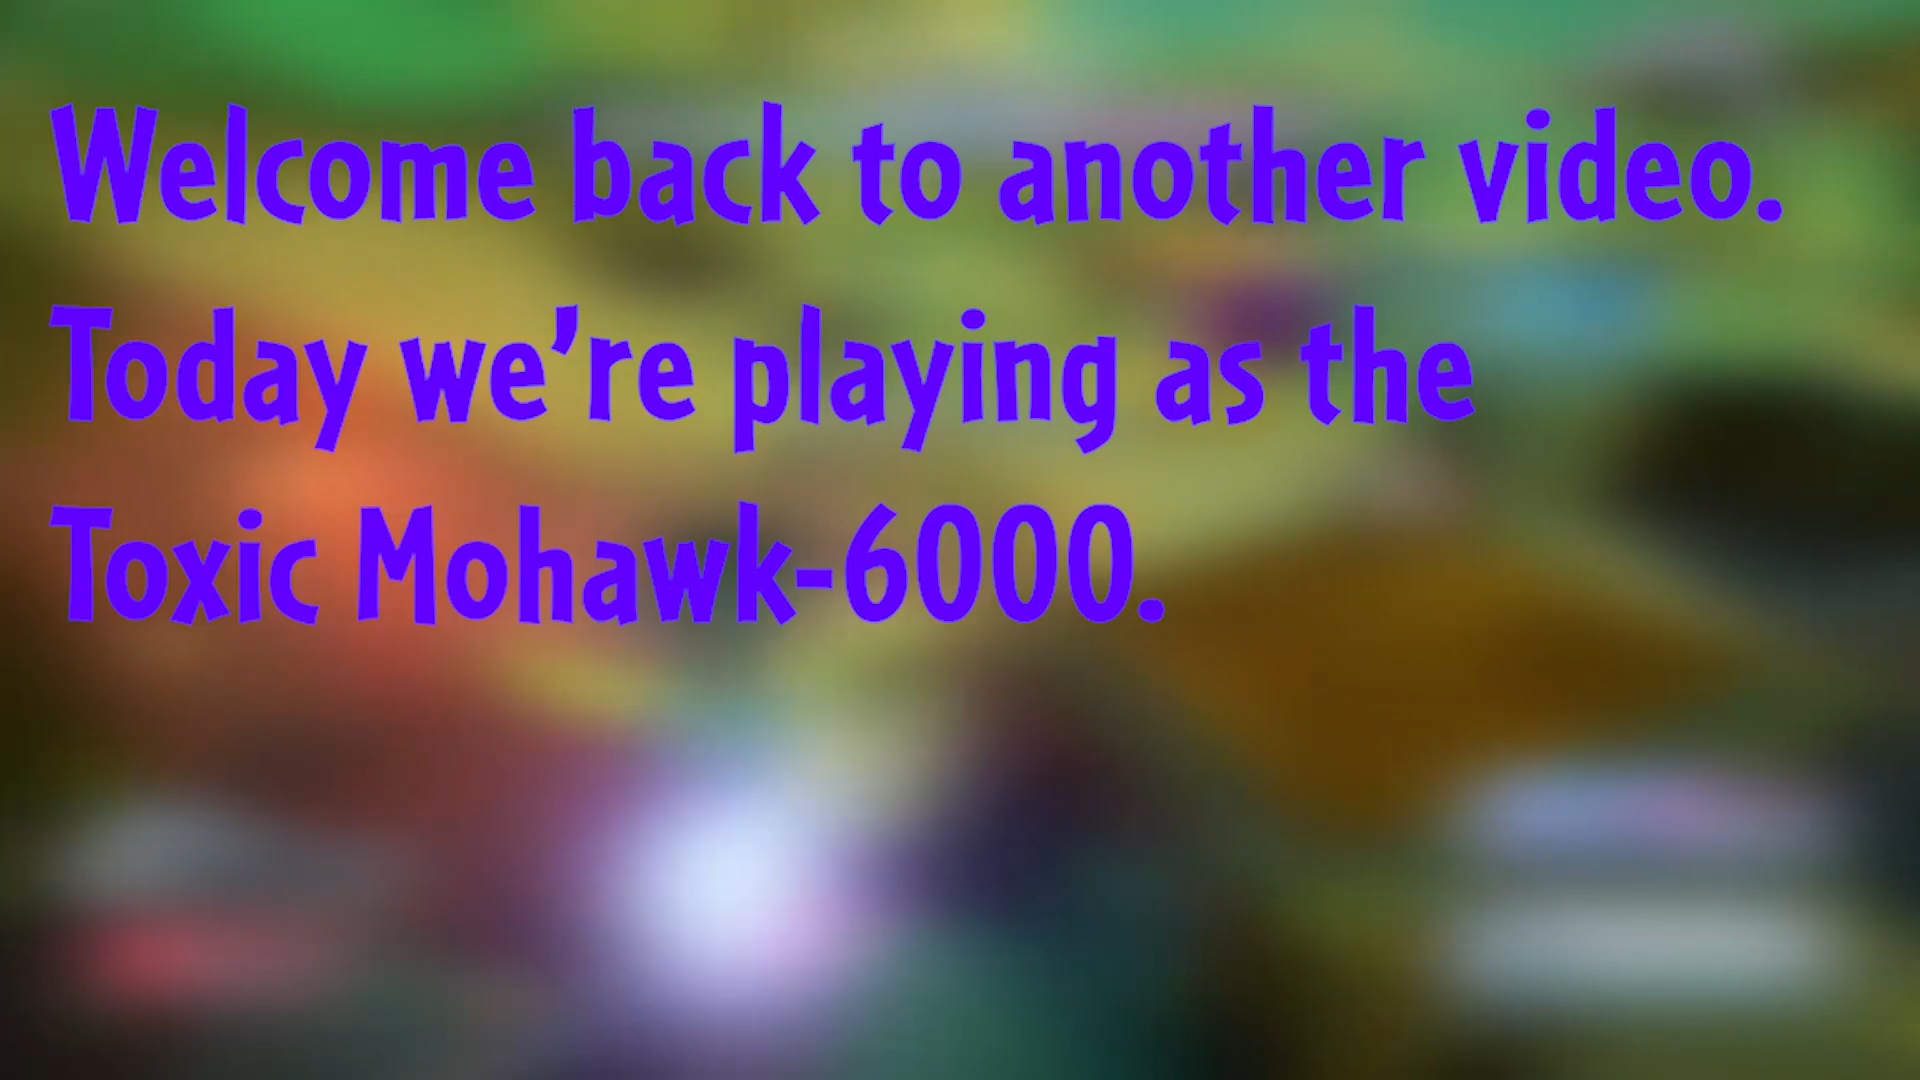 Welcome back to another video.
Today we’re playing as the
Toxic Mohawk-6000.